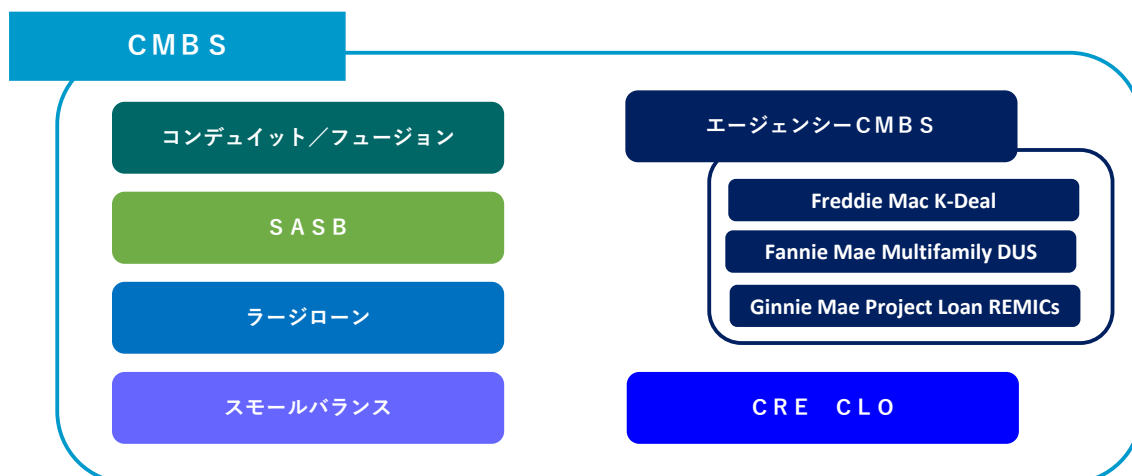 CMBS
コンデュイット／フュージョン
SASB
ラージローン
スモールバランス
エージェンシーCMBS
Freddie Mac K-Deal
Fannie Mae Multifamily DUS
Ginnie Mae Project Loan REMICs
CRE CLO